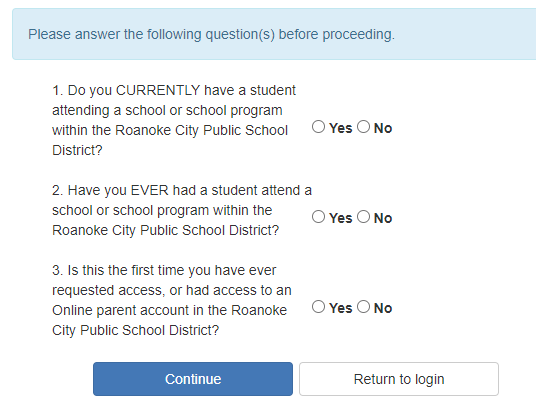 Please answer the following question(s) before proceeding.
1. Do you CURRENTLY have a student
attending a school or school program
within the Roanoke City Public School
District?
Yes No
2. Have you EVER had a student attend a
school or school program within the
Roanoke City Public School District?
Yes No
3. Is this the first time you have ever
requested access, or had access to an
Online parent account in the Roanoke
City Public School District?
Yes No
Continue
Return to login